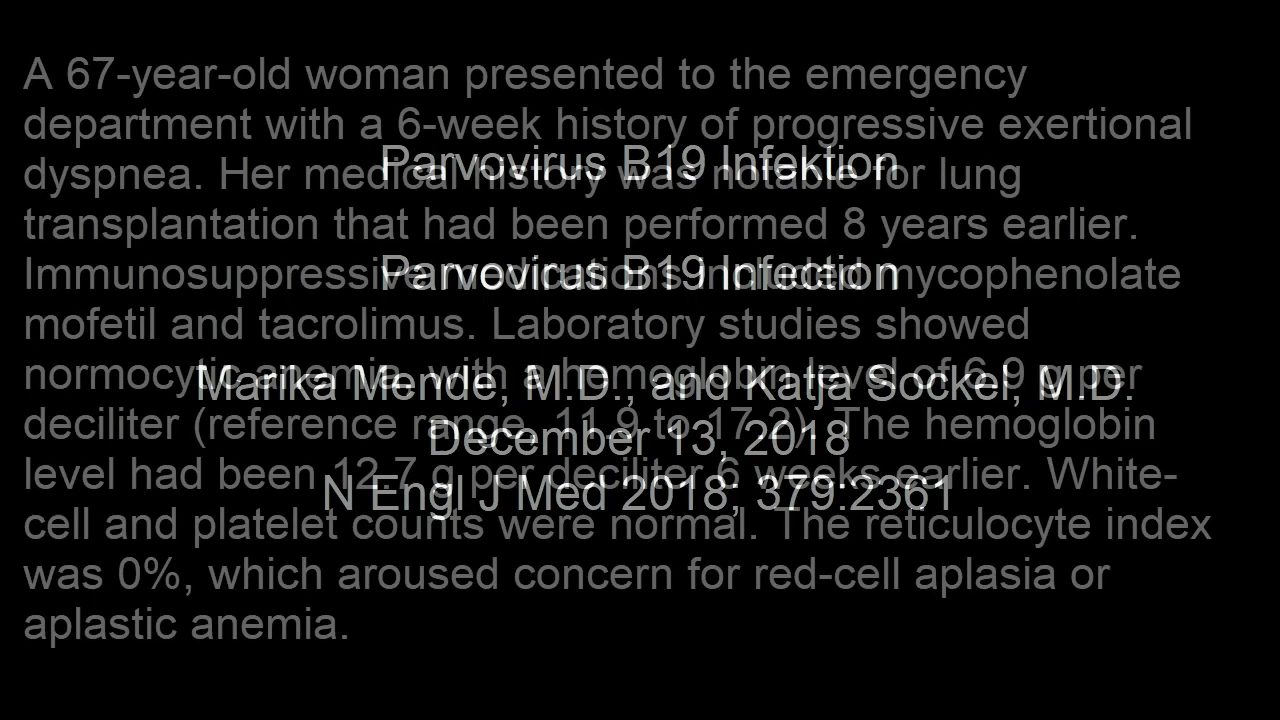 Parvovirus B19 Infektion
Parvovirus B19 Infection
Marika Mende, M.D., and Katja Sockel, M.D.
December 13, 2018
N Engl J Med 2018; 379:2361
A 67-year-old woman presented to the emergency
department with a 6-week history of progressive exertional
dyspnea. Her medical history was notable for lung
transplantation that had been performed 8 years earlier.
Immunosuppressive medications included mycophenolate
mofetil and tacrolimus. Laboratory studies showed
normocytic anemia, with a hemoglobin level of 6.9 g per
deciliter (reference range, 11.9 to 17.2). The hemoglobin
level had been 12.7 g per deciliter 6 weeks earlier. White-
cell and platelet counts were normal. The reticulocyte index
was 0%, which aroused concern for red-cell aplasia or
aplastic anemia.